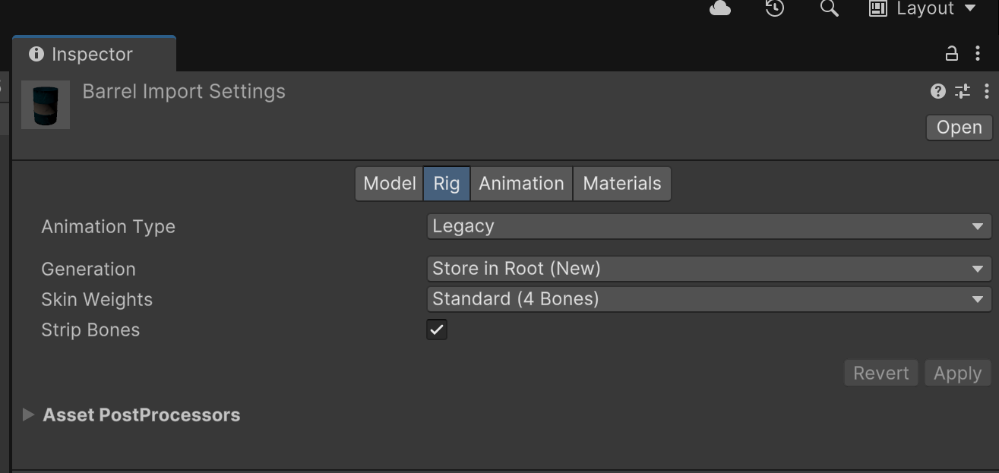 Layout
Inspector
Barrel Import Settings
Open
Model Rig Animation Materials
Animation Type Legacy
Generation Store in Root (New)
Skin Weights Standard (4 Bones)
Strip Bones
Revert Apply
Asset PostProcessors